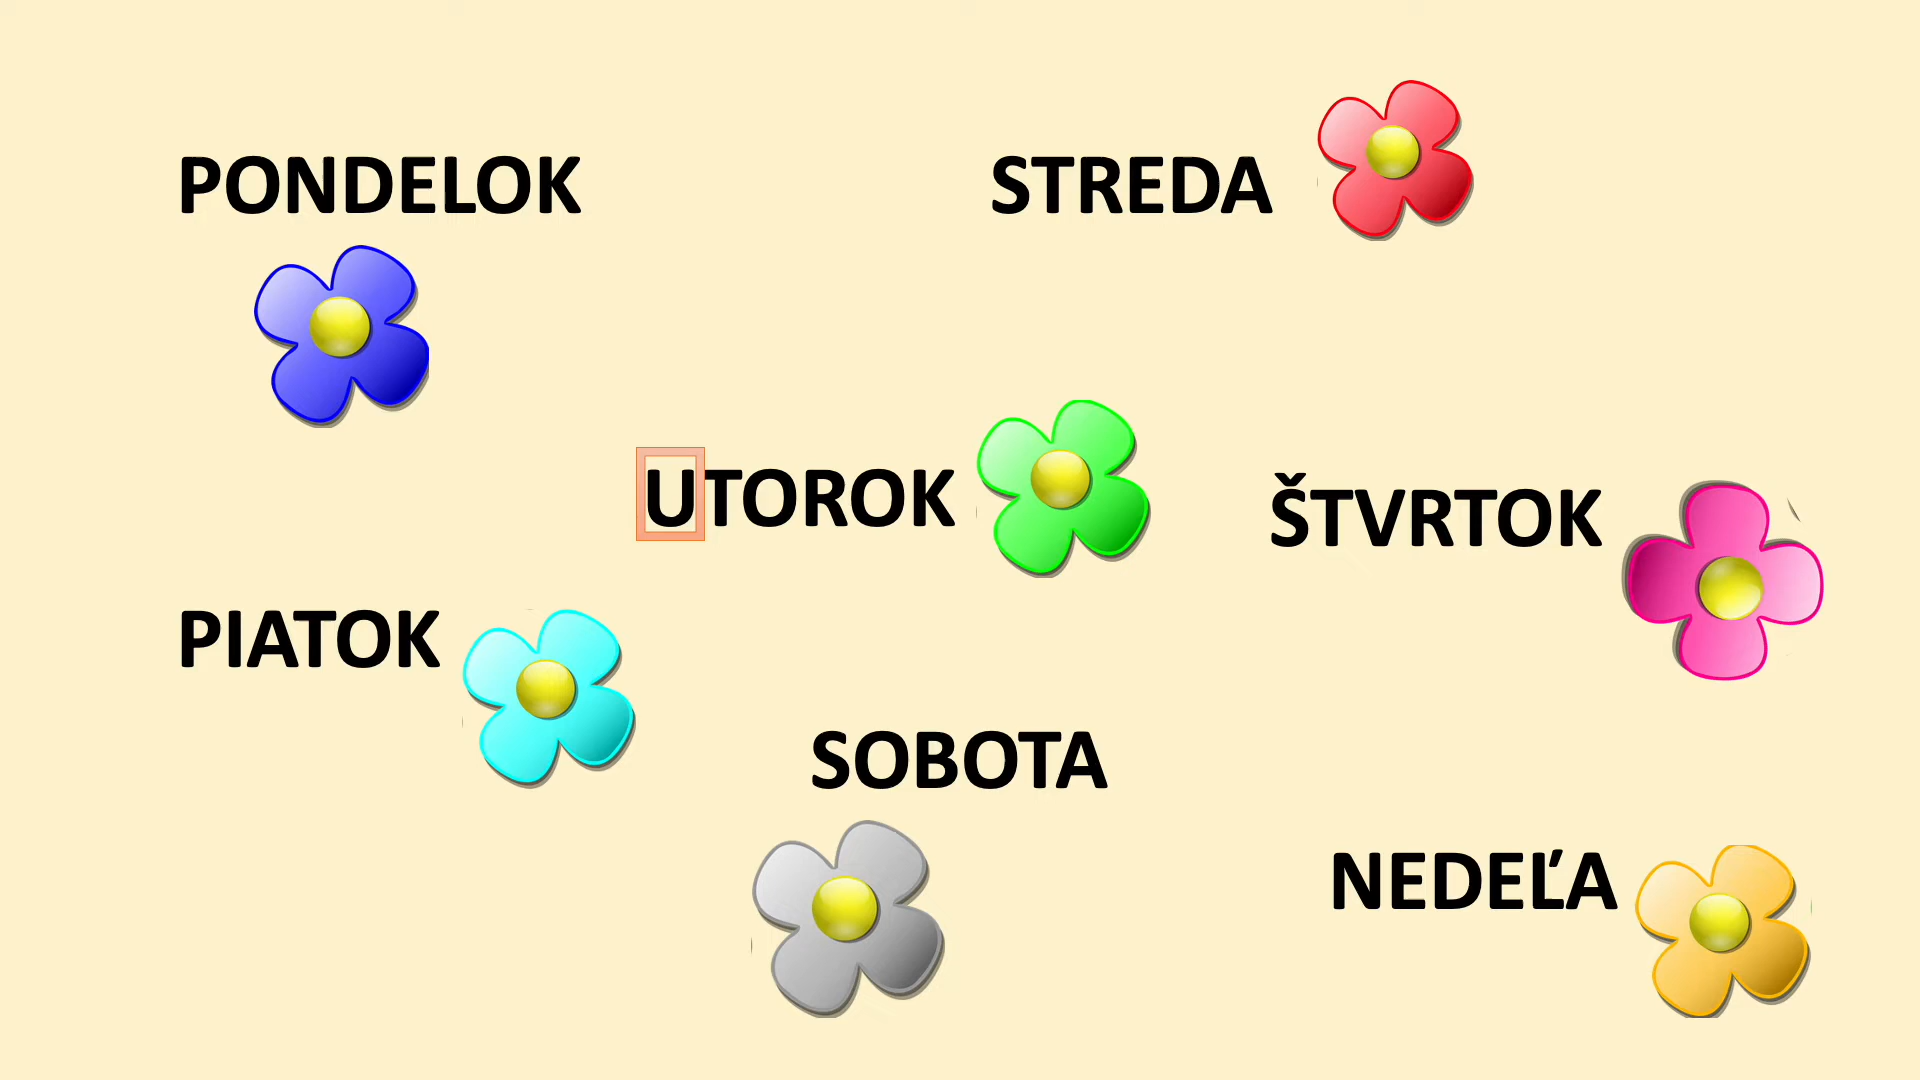 PONDELOK
STREDA
UTOROK
ŠTVRTOK
PIATOK
SOBOTA
NEDEĽA